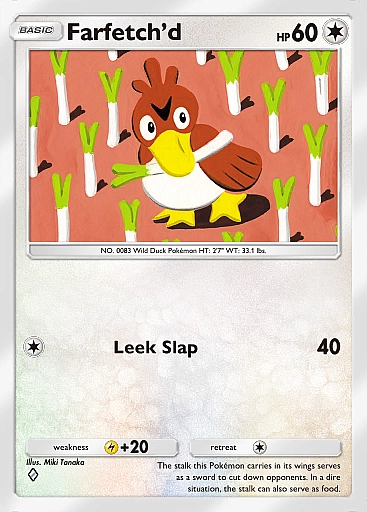 BASIC Farfetch'd HP 60
NO. 0083 Wild Duck Pokémon HT: 2'7" WT: 33.1 lbs.
Leek Slap 40
weakness +20 retreat
Illus. Miki Tanaka
The stalk this Pokémon carries in its wings serves
as a sword to cut down opponents. In a dire
situation, the stalk can also serve as food.